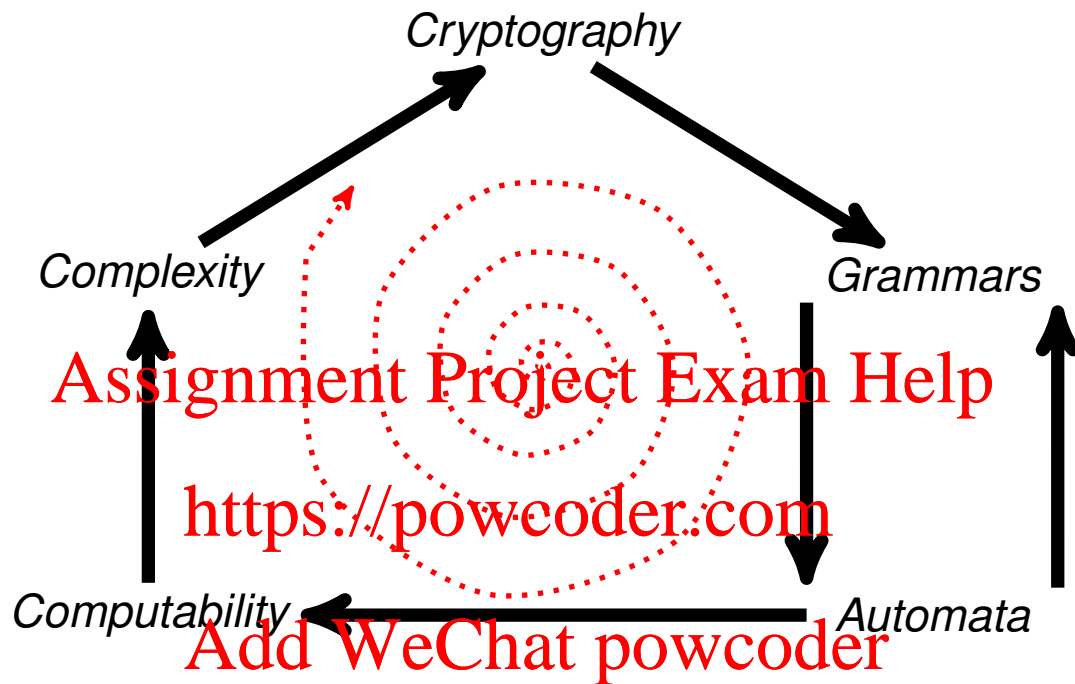 Cryptography
Complexity
Grammars
Assignment Project Exam Help
https://powcoder.com
Computability
Automata
Add WeChat powcoder